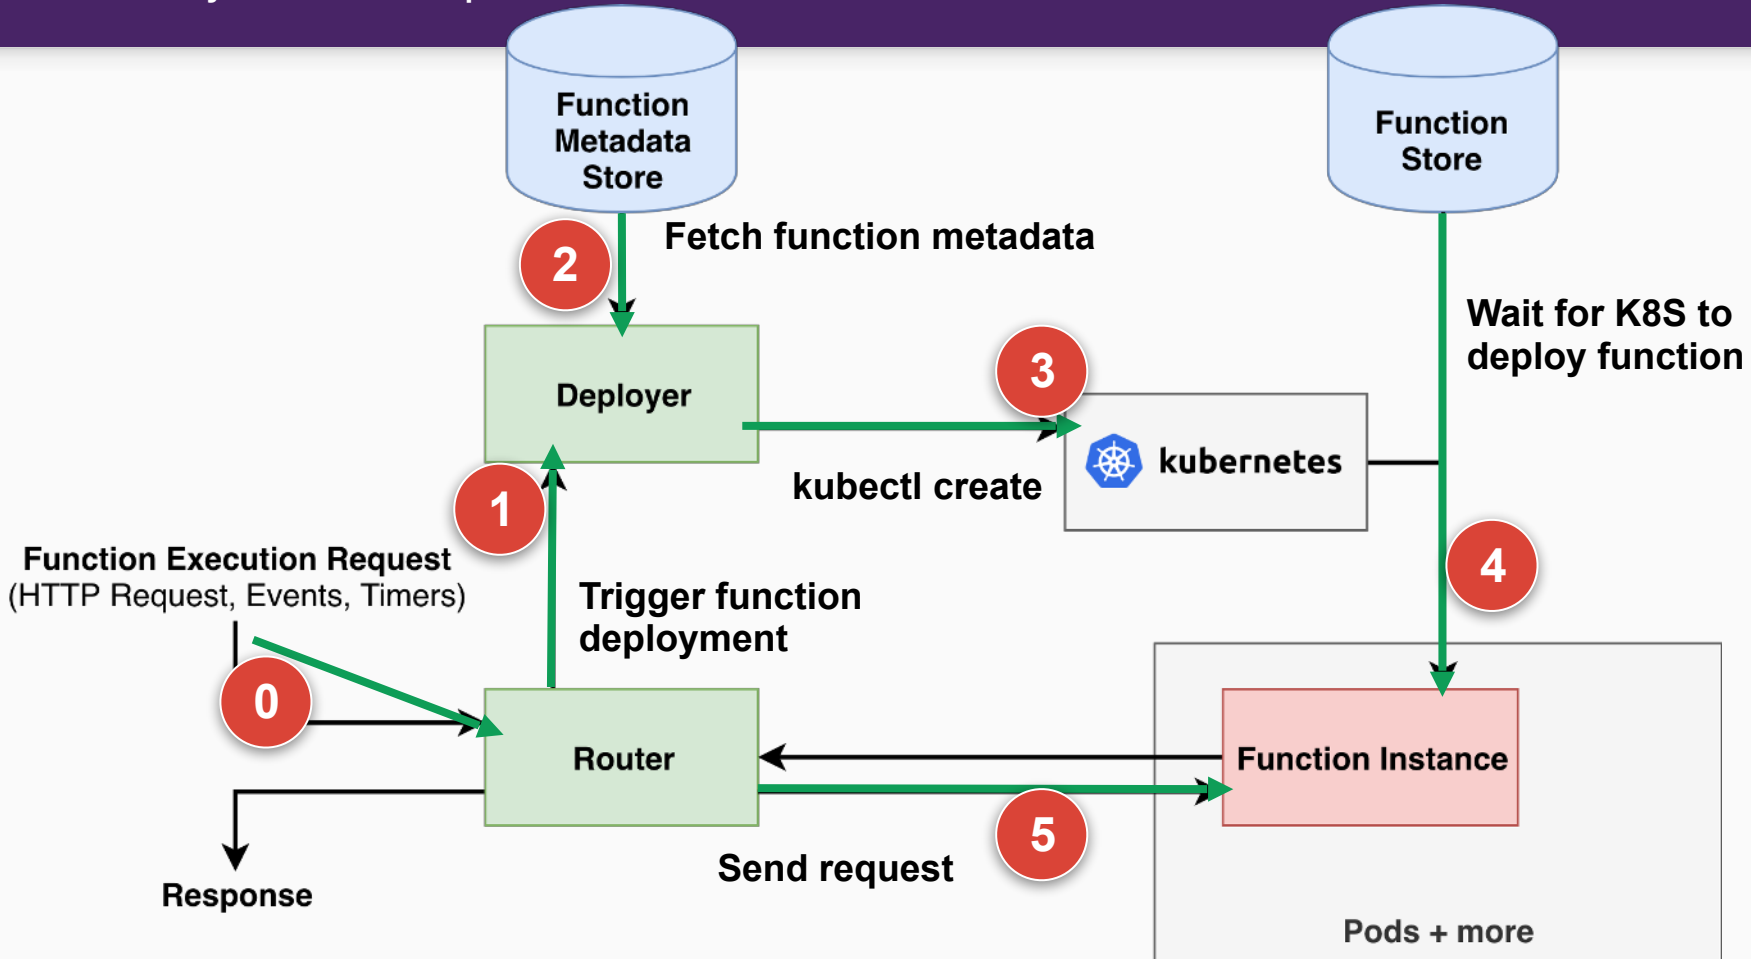 Function
Metadata
Store
Function
Store
2
Fetch function metadata
Wait for K8S to
deploy function
3
Deployer
kubernetes
kubectl create
1
Function Execution Request
(HTTP Request, Events, Timers)
4
Trigger function
deployment
0
Router
Function Instance
5
Send request
Response
Pods + more